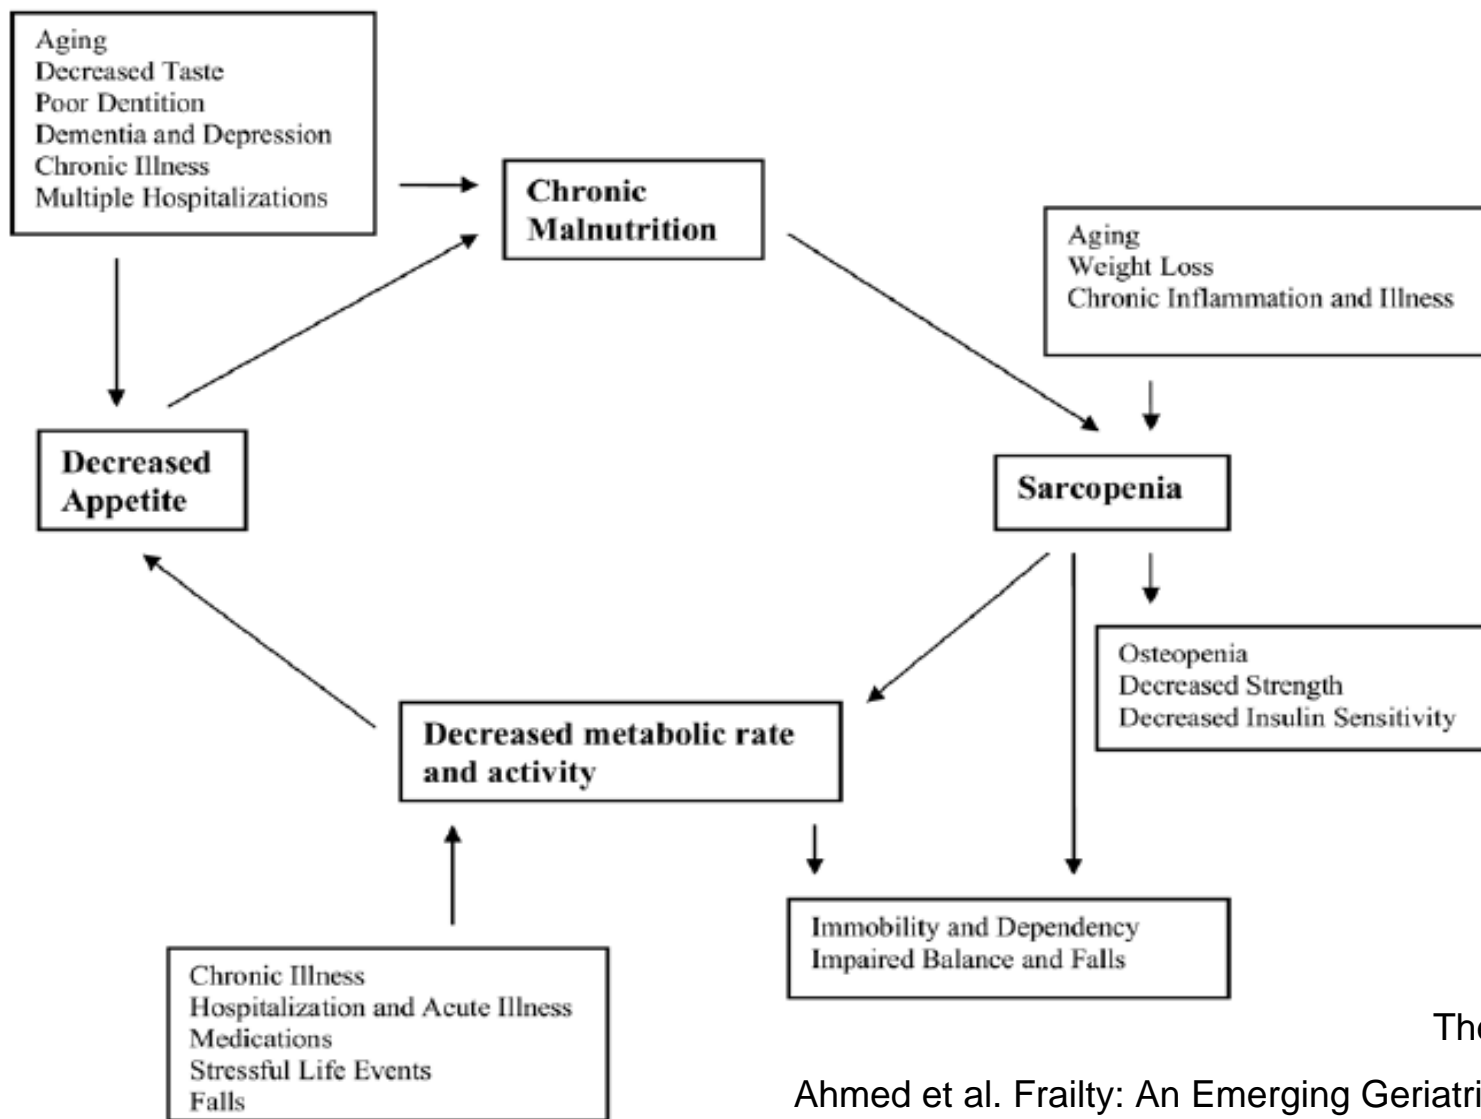 Aging
Decreased Taste
Poor Dentition
Dementia and Depression
Chronic Illness
Multiple Hospitalizations
Chronic
Malnutrition
Aging
Weight Loss
Chronic Inflammation and Illness
Decreased
Appetite
Sarcopenia
Osteopenia
Decreased Strength
Decreased Insulin Sensitivity
Decreased metabolic rate
and activity
Immobility and Dependency
Impaired Balance and Falls
Chronic Illness
Hospitalization and Acute Illness
Medications
Stressful Life Events
Falls
The
Ahmed et al. Frailty: An Emerging Geriatri